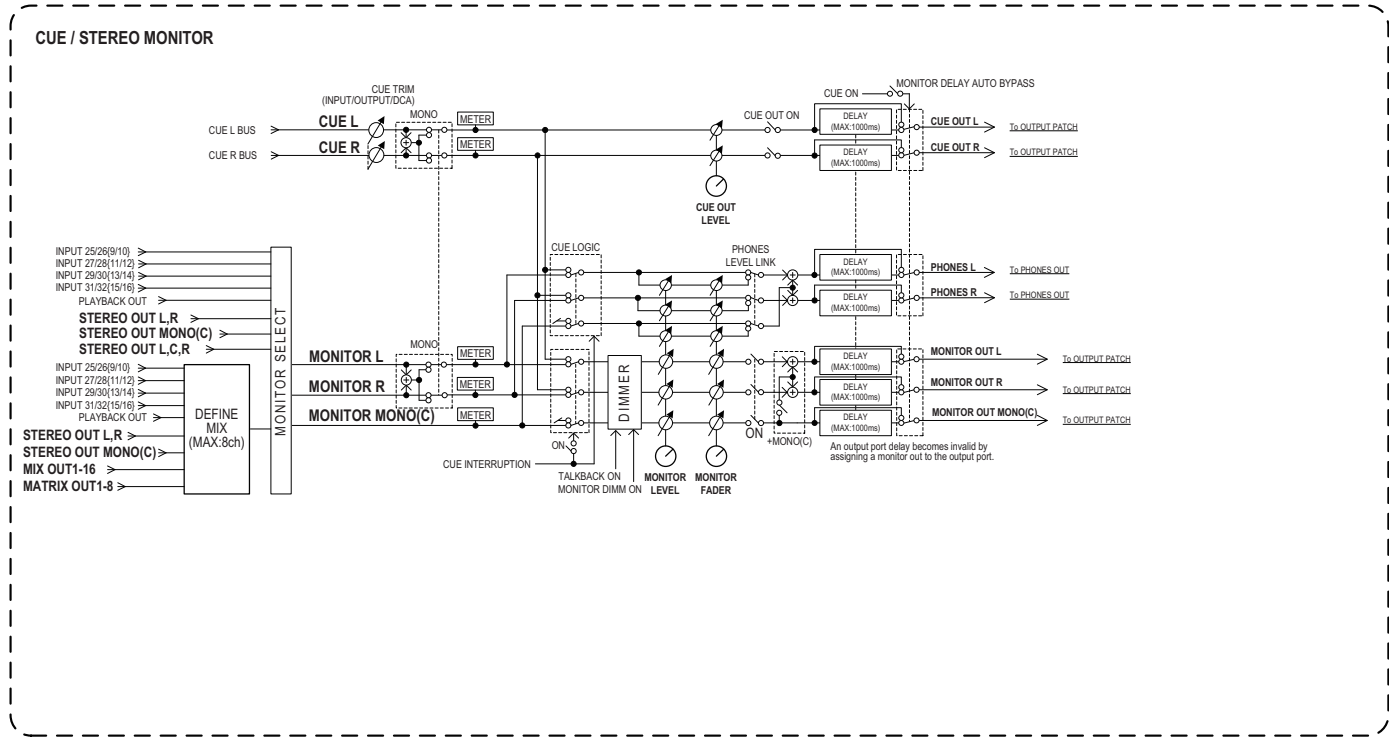 CUE / STEREO MONITOR
CUE TRIM
(INPUT/OUTPUT/DCA)
MONO
CUE L BUS
CUE L
METER
CUE R BUS
CUE R
METER
CUE OUT ON
CUE OUT
LEVEL
CUE ON
MONITOR DELAY AUTO BYPASS
DELAY
(MAX:1000ms)
CUE OUT L
To OUTPUT PATCH
DELAY
(MAX:1000ms)
CUE OUT R
To OUTPUT PATCH
INPUT 25/26{9/10}
INPUT 27/28{11/12}
INPUT 29/30{13/14}
INPUT 31/32{15/16}
PLAYBACK OUT
STEREO OUT L,R
STEREO OUT MONO(C)
STEREO OUT L,C,R
INPUT 25/26{9/10}
INPUT 27/28{11/12}
INPUT 29/30{13/14}
INPUT 31/32{15/16}
PLAYBACK OUT
STEREO OUT L,R
STEREO OUT MONO(C)
MIX OUT1-16
MATRIX OUT1-8
DEFINE
MIX
(MAX:8ch)
MONITOR SELECT
MONO
MONITOR L
METER
MONITOR R
METER
MONITOR MONO(C)
METER
CUE LOGIC
ON
CUE INTERRUPTION
DIMMER
TALKBACK ON
MONITOR DIMM ON
MONITOR
LEVEL
MONITOR
FADER
PHONES
LEVEL LINK
ON
+MONO(C)
DELAY
(MAX:1000ms)
PHONES L
To PHONES OUT
DELAY
(MAX:1000ms)
PHONES R
To PHONES OUT
DELAY
(MAX:1000ms)
MONITOR OUT L
To OUTPUT PATCH
DELAY
(MAX:1000ms)
MONITOR OUT R
To OUTPUT PATCH
DELAY
(MAX:1000ms)
MONITOR OUT MONO(C)
To OUTPUT PATCH
An output port delay becomes invalid by
assigning a monitor out to the output port.